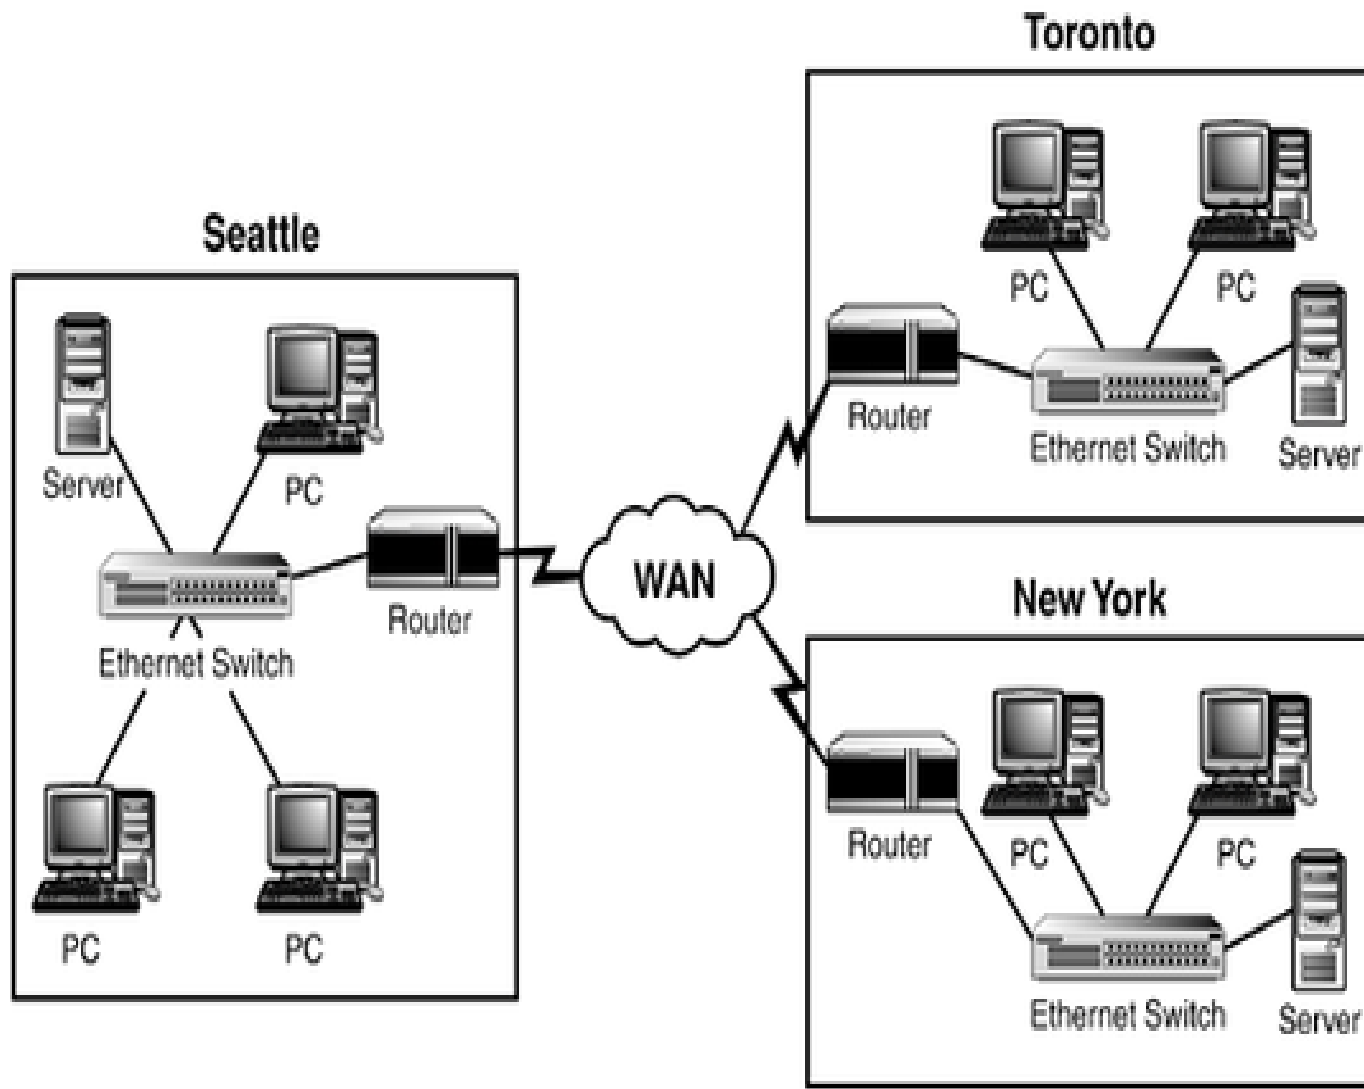 Toronto
PC PC
Router
Ethernet Switch
Server
Seattle
Server
PC
Router
Ethernet Switch
PC PC
WAN
New York
Router
PC PC
Ethernet Switch
Server